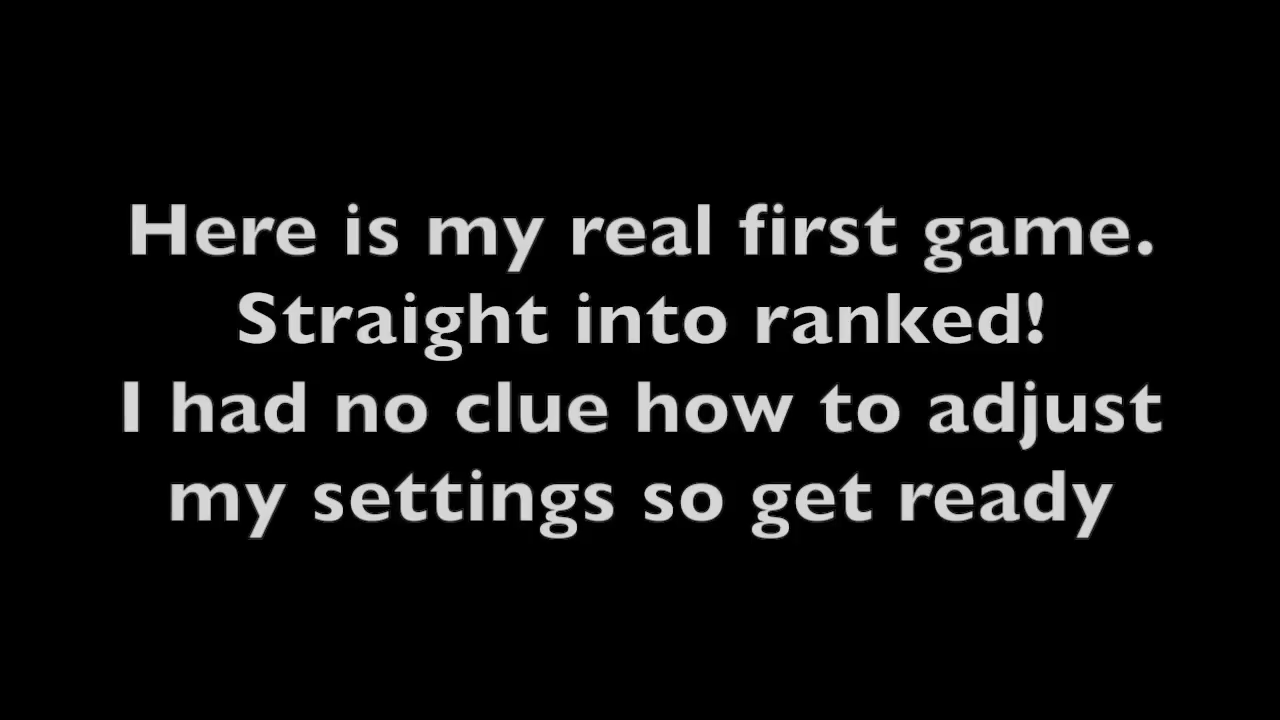 Here is my real first game.
Straight into ranked!
I had no clue how to adjust
my settings so get ready